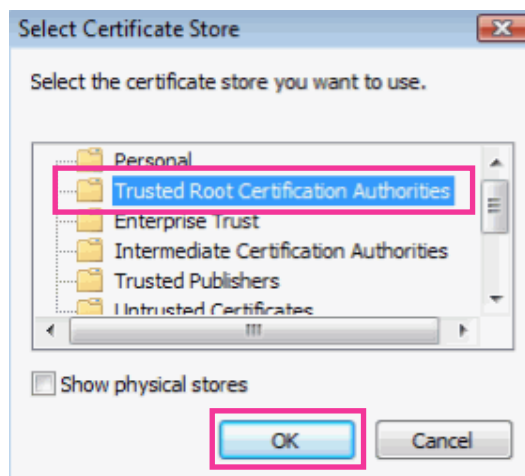 Select Certificate Store
Select the certificate store you want to use.
Personal
Trusted Root Certification Authorities
Enterprise Trust
Intermediate Certification Authorities
Trusted Publishers
Untrusted Certificates
Show physical stores
OK Cancel